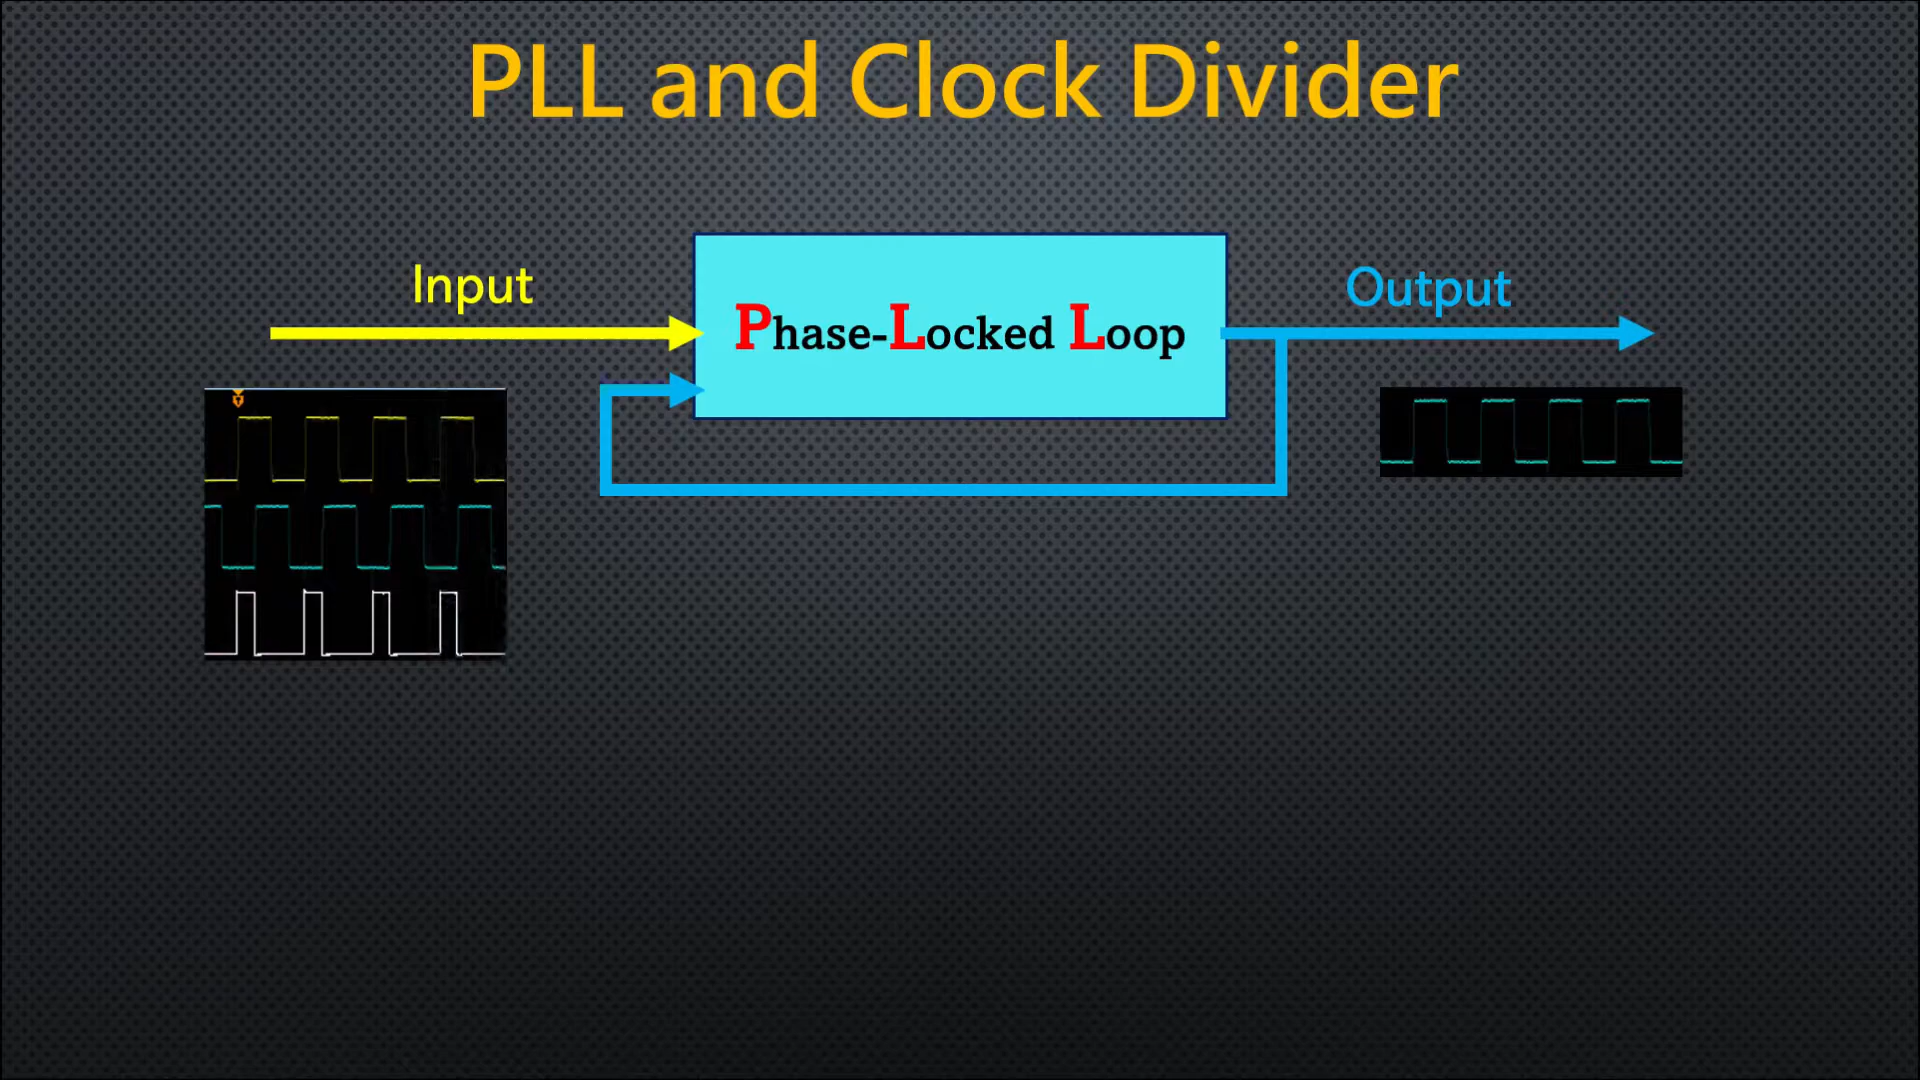 PLL and Clock Divider
Input
Phase-Locked Loop
Output
T